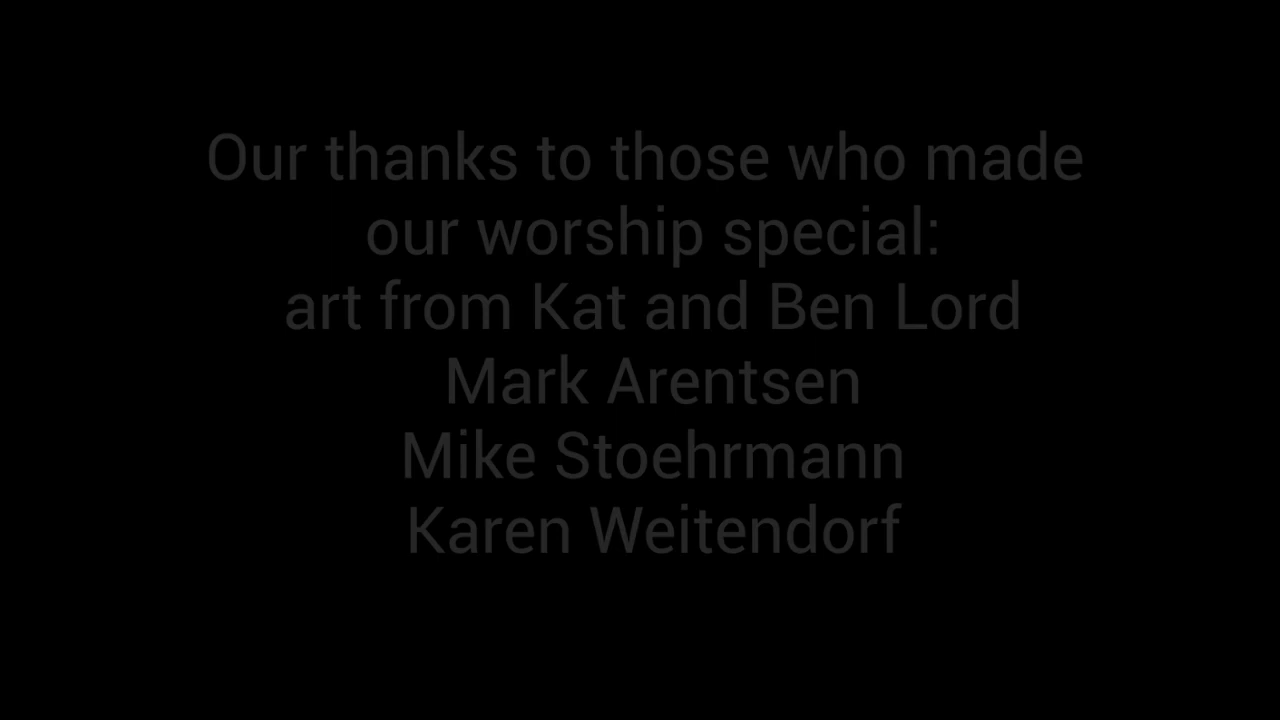 Our thanks to those who made
our worship special:
art from Kat and Ben Lord
Mark Arentsen
Mike Stoehrmann
Karen Weitendorf